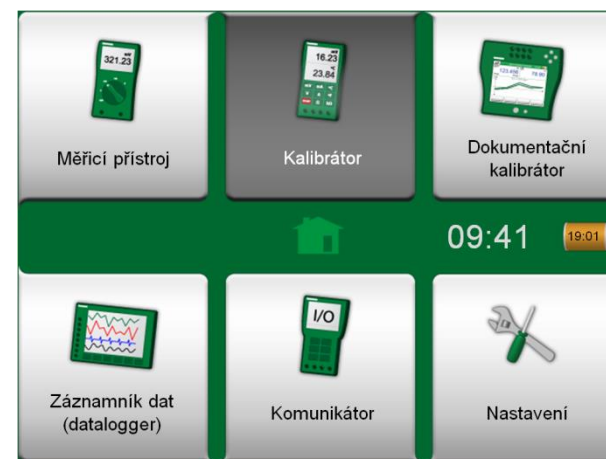 321.23
Měřicí přístroj
16.23
23.84
Kalibrátor
Dokumentační
kalibrátor
09:41
19:01
Záznamník dat
(datalogger)
I/O
Komunikátor
Nastavení